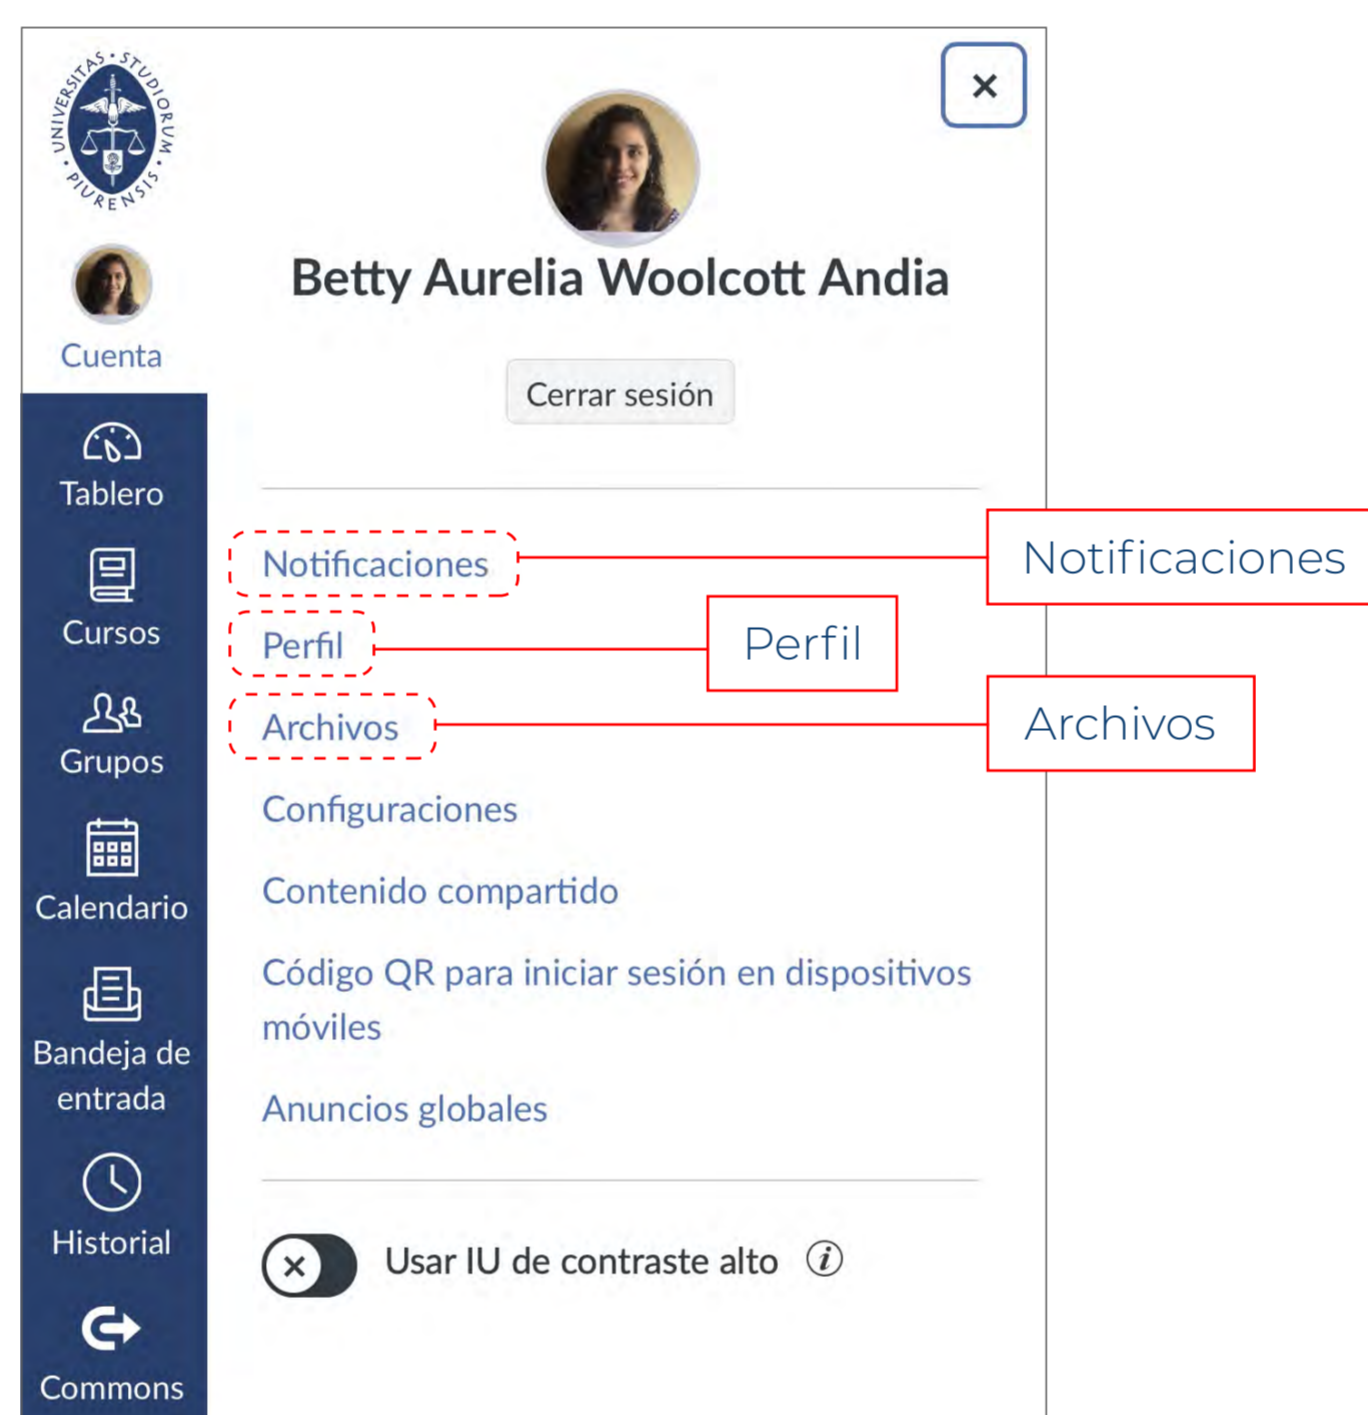 UNIVERSITAS · STUDIORUM · PIURENSIS ·
Betty Aurelia Woolcott Andia
Cerrar sesión
Cuenta
Tablero
Cursos
Grupos
Calendario
Bandeja de
entrada
Historial
Commons
Notificaciones
Notificaciones
Perfil
Perfil
Archivos
Archivos
Configuraciones
Contenido compartido
Código QR para iniciar sesión en dispositivos
móviles
Anuncios globales
Usar IU de contraste alto